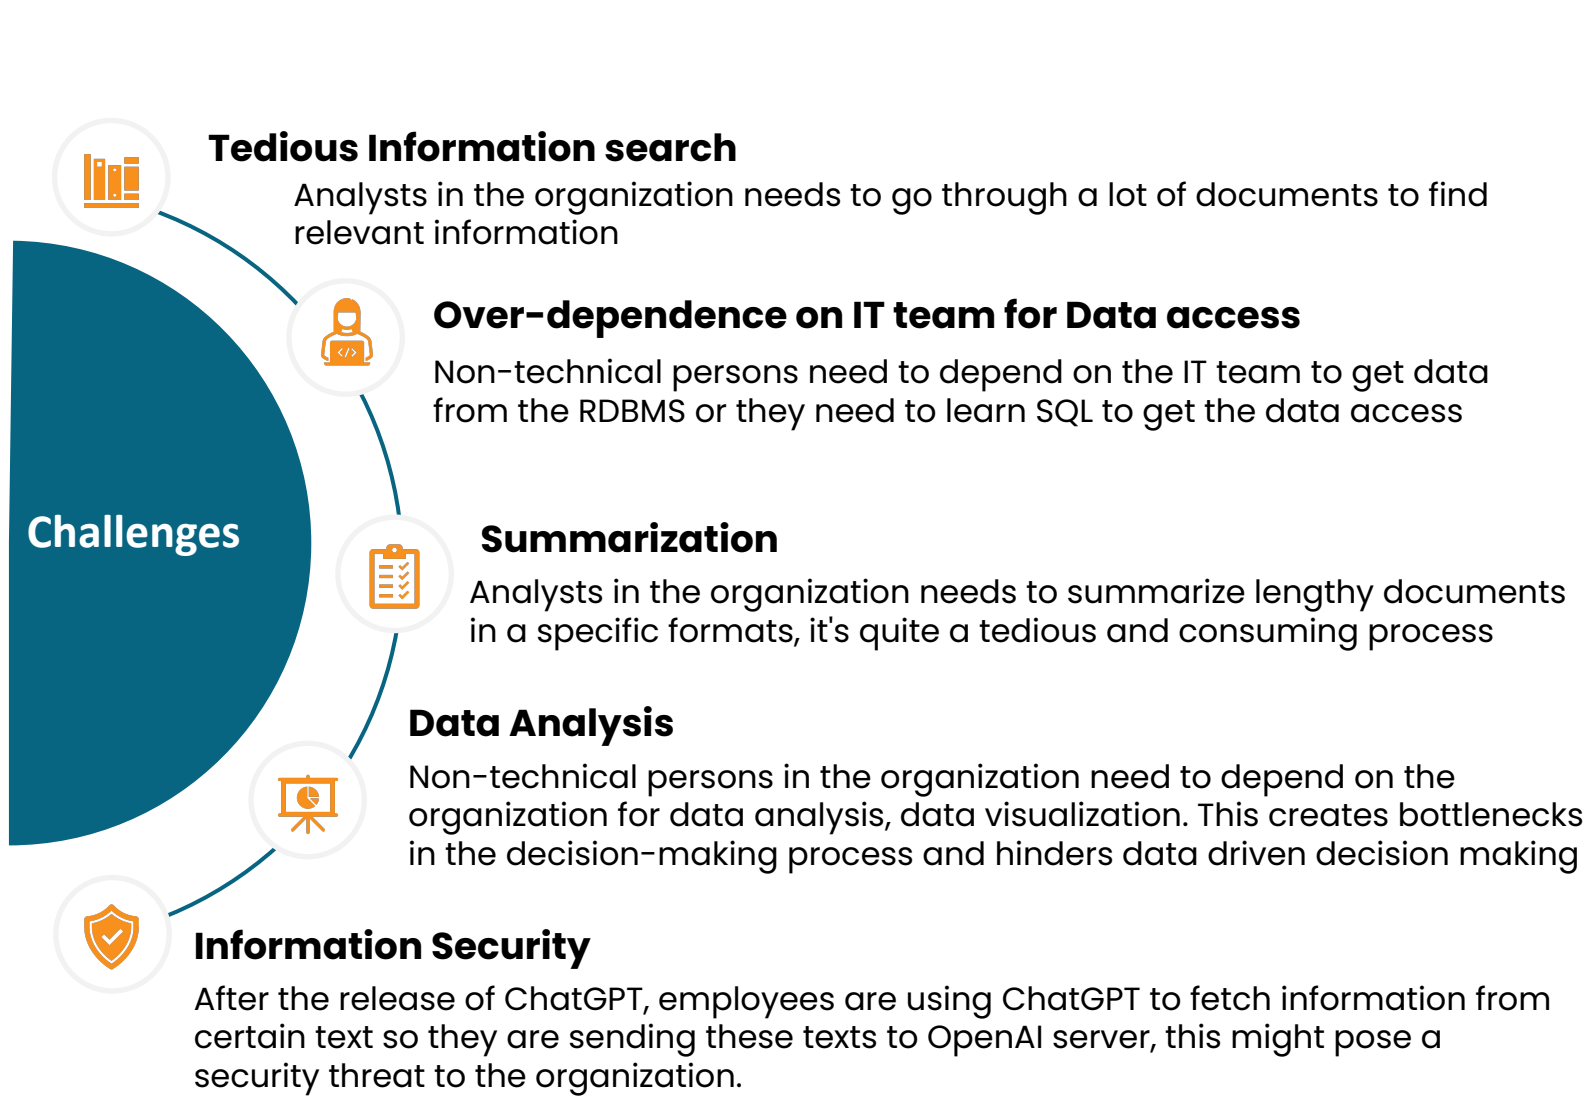 Tedious Information search
Analysts in the organization needs to go through a lot of documents to find
relevant information
Over-dependence on IT team for Data access
Non-technical persons need to depend on the IT team to get data
from the RDBMS or they need to learn SQL to get the data access
Challenges
Summarization
Analysts in the organization needs to summarize lengthy documents
in a specific formats, it's quite a tedious and consuming process
Data Analysis
Non-technical persons in the organization need to depend on the
organization for data analysis, data visualization. This creates bottlenecks
in the decision-making process and hinders data driven decision making
Information Security
After the release of ChatGPT, employees are using ChatGPT to fetch information from
certain text so they are sending these texts to OpenAI server, this might pose a
security threat to the organization.